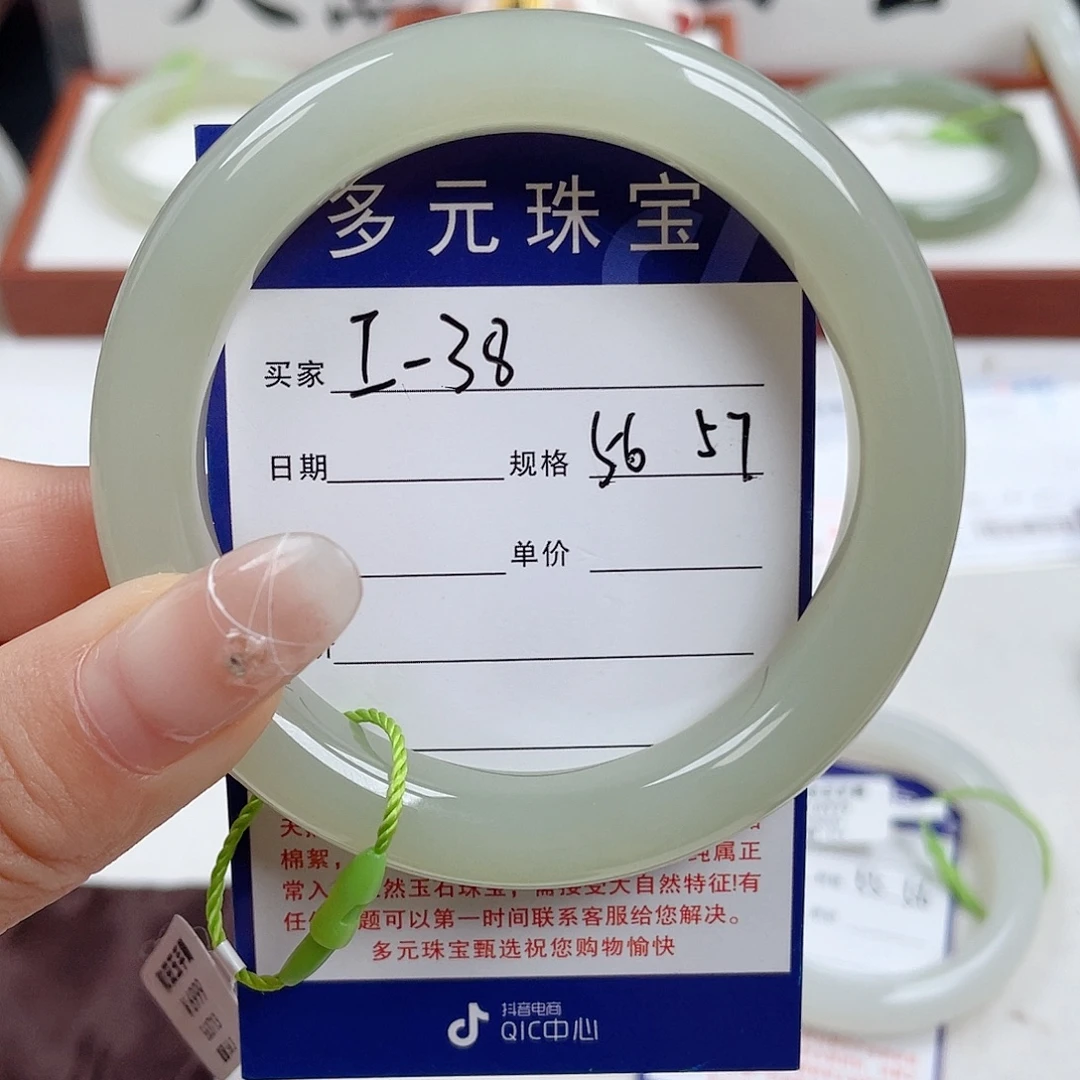 多元珠宝
买家 I-38
日期 规格 56 57
单价
棉絮， 纯属正
常入 然玉石珠宝，需接受大自然特征!有
任 题可以第一时间联系客服给您解决。
多元珠宝甄选祝您购物愉快
抖音电商
QIC中心